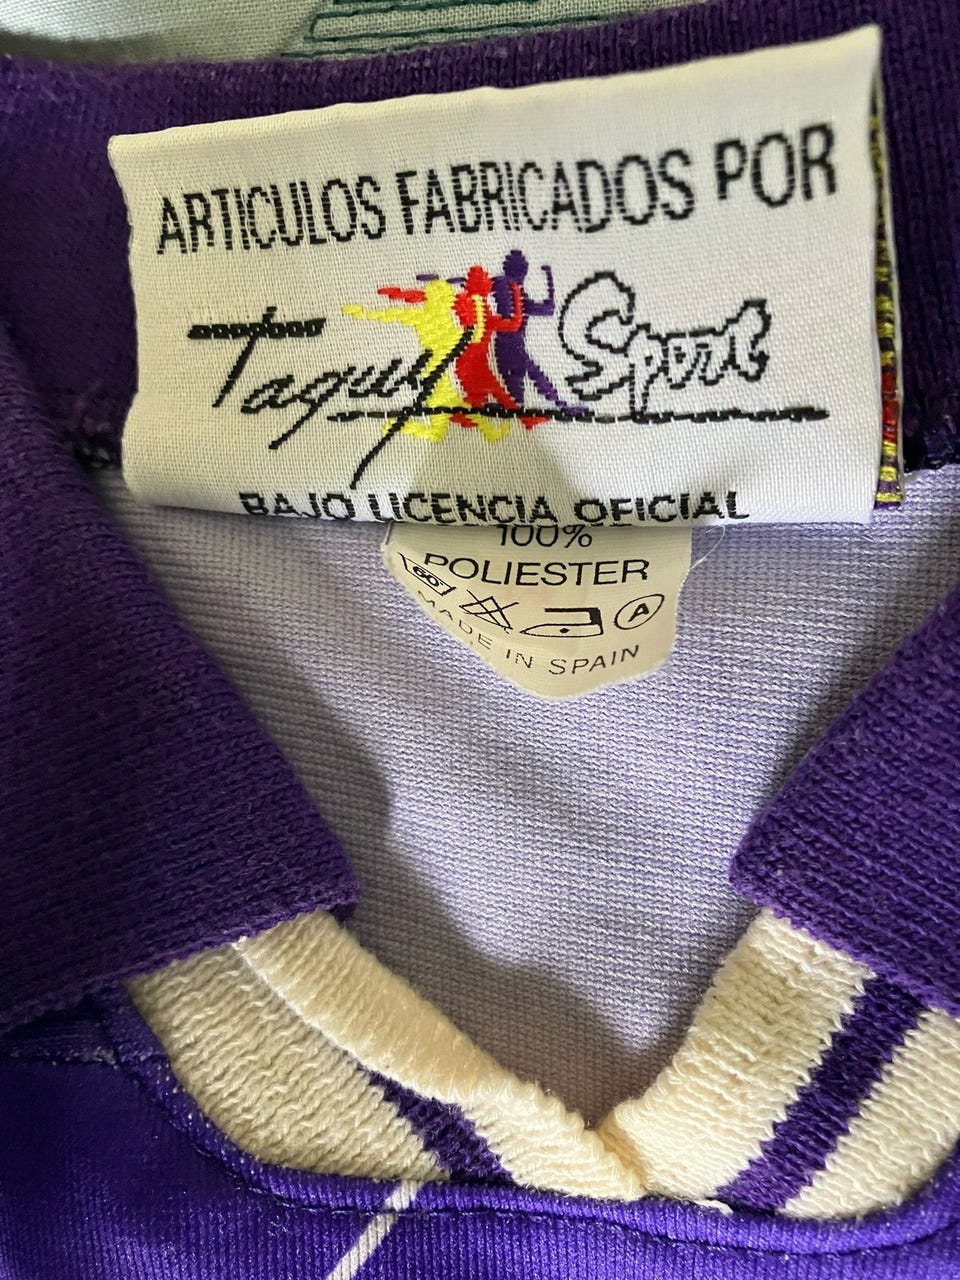 ARTICULOS FABRICADOS POR
Taquy Sport
BAJO LICENCIA OFICIAL
100%
POLIESTER
60° A
MADE IN SPAIN